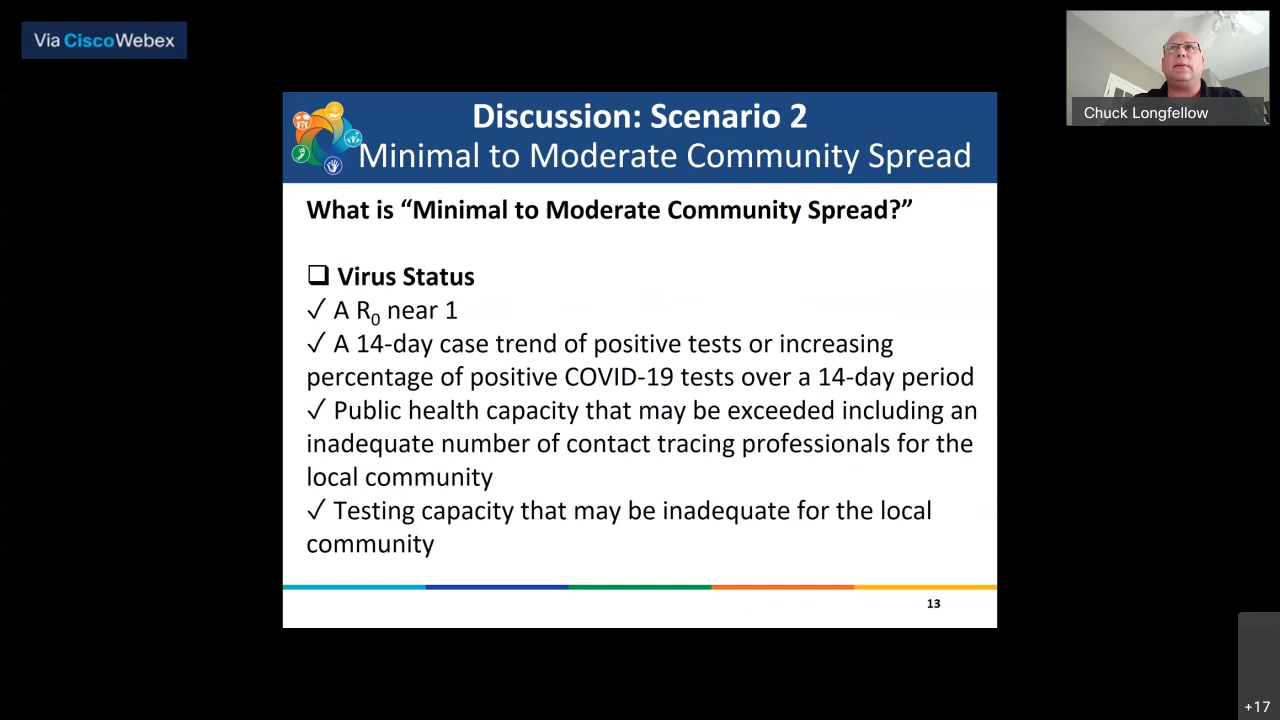 Via Cisco Webex
Chuck Longfellow
Discussion: Scenario 2
Minimal to Moderate Community Spread
What is “Minimal to Moderate Community Spread?”
❑ Virus Status
✓ A R₀ near 1
✓ A 14-day case trend of positive tests or increasing
percentage of positive COVID-19 tests over a 14-day period
✓ Public health capacity that may be exceeded including an
inadequate number of contact tracing professionals for the
local community
✓ Testing capacity that may be inadequate for the local
community
13
+17